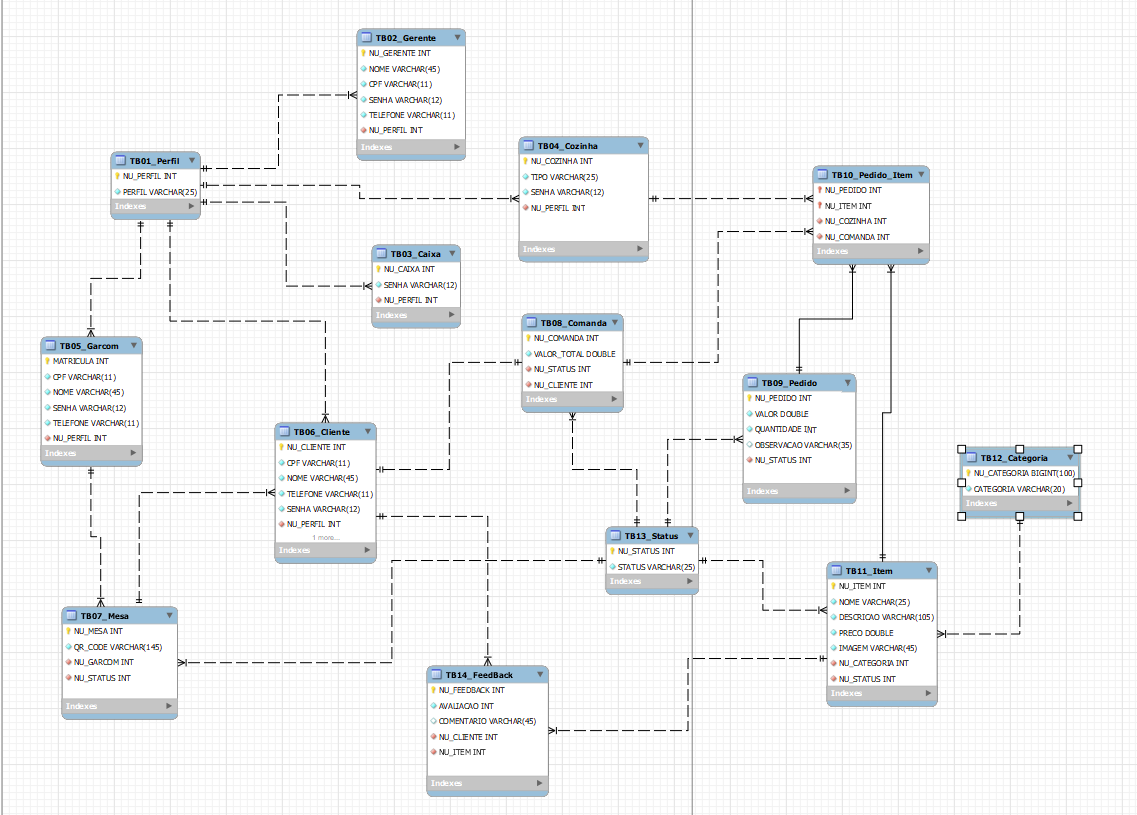 TB02_Gerente
NU_GERENTE INT
NOME VARCHAR(45)
CPF VARCHAR(11)
SENHA VARCHAR(12)
TELEFONE VARCHAR(11)
NU_PERFIL INT
Indexes
TB01_Perfil
NU_PERFIL INT
PERFIL VARCHAR(25)
Indexes
TB04_Cozinha
NU_COZINHA INT
TIPO VARCHAR(25)
SENHA VARCHAR(12)
NU_PERFIL INT
Indexes
TB10_Pedido_Item
NU_PEDIDO INT
NU_ITEM INT
NU_COZINHA INT
NU_COMANDA INT
Indexes
TB03_Caixa
NU_CAIXA INT
SENHA VARCHAR(12)
NU_PERFIL INT
Indexes
TB05_Garcom
MATRICULA INT
CPF VARCHAR(11)
NOME VARCHAR(45)
SENHA VARCHAR(12)
TELEFONE VARCHAR(11)
NU_PERFIL INT
Indexes
TB08_Comanda
NU_COMANDA INT
VALOR_TOTAL DOUBLE
NU_STATUS INT
NU_CLIENTE INT
Indexes
TB09_Pedido
NU_PEDIDO INT
VALOR DOUBLE
QUANTIDADE INT
OBSERVACAO VARCHAR(35)
NU_STATUS INT
Indexes
TB06_Cliente
NU_CLIENTE INT
CPF VARCHAR(11)
NOME VARCHAR(45)
TELEFONE VARCHAR(11)
SENHA VARCHAR(12)
NU_PERFIL INT
1 more...
Indexes
TB12_Categoria
NU_CATEGORIA BIGINT(100)
CATEGORIA VARCHAR(20)
Indexes
TB13_Status
NU_STATUS INT
STATUS VARCHAR(25)
Indexes
TB11_Item
NU_ITEM INT
NOME VARCHAR(25)
DESCRICAO VARCHAR(105)
PRECO DOUBLE
IMAGEM VARCHAR(45)
NU_CATEGORIA INT
NU_STATUS INT
Indexes
TB07_Mesa
NU_MESA INT
QR_CODE VARCHAR(145)
NU_GARCOM INT
NU_STATUS INT
Indexes
TB14_FeedBack
NU_FEEDBACK INT
AVALIACAO INT
COMENTARIO VARCHAR(45)
NU_CLIENTE INT
NU_ITEM INT
Indexes